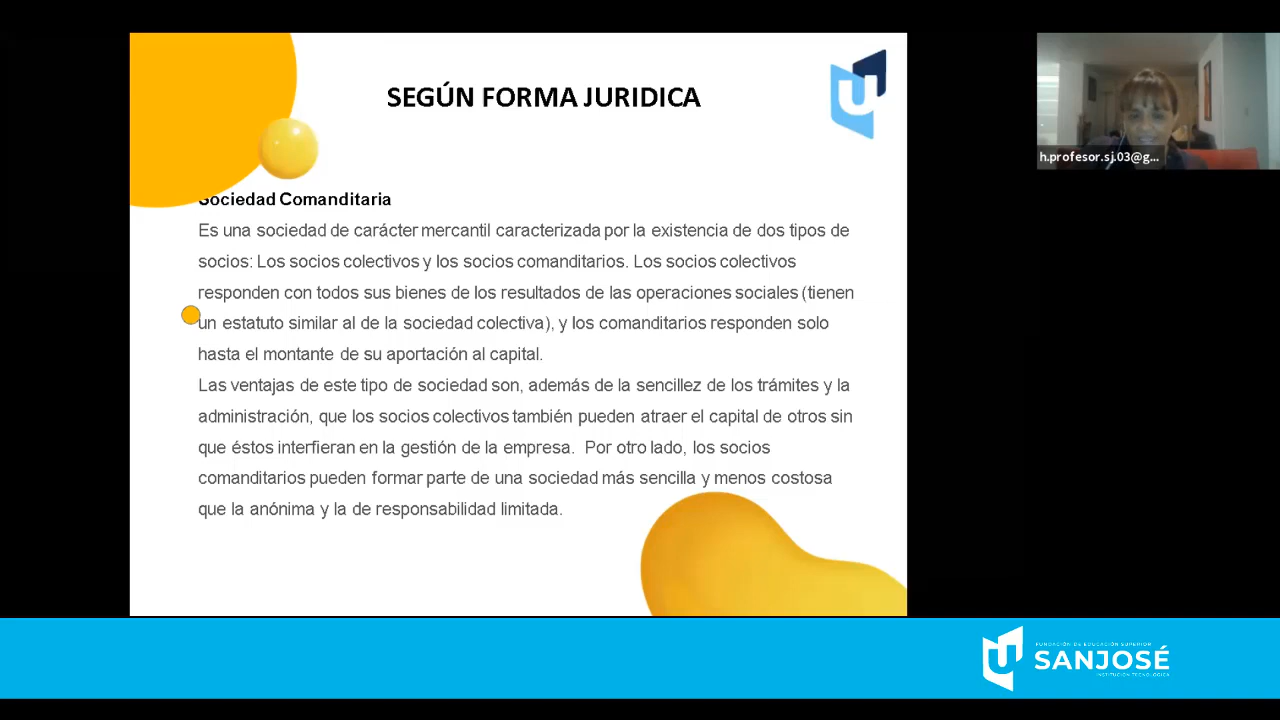 SEGÚN FORMA JURIDICA
h.profesor.sj.03@g...
Sociedad Comanditaria
Es una sociedad de carácter mercantil caracterizada por la existencia de dos tipos de
socios: Los socios colectivos y los socios comanditarios. Los socios colectivos
responden con todos sus bienes de los resultados de las operaciones sociales (tienen
un estatuto similar al de la sociedad colectiva), y los comanditarios responden solo
hasta el montante de su aportación al capital.
Las ventajas de este tipo de sociedad son, además de la sencillez de los trámites y la
administración, que los socios colectivos también pueden atraer el capital de otros sin
que éstos interfieran en la gestión de la empresa. Por otro lado, los socios
comanditarios pueden formar parte de una sociedad más sencilla y menos costosa
que la anónima y la de responsabilidad limitada.
FUNDACIÓN DE EDUCACIÓN SUPERIOR
SANJOSÉ
INSTITUCIÓN TECNOLÓGICA